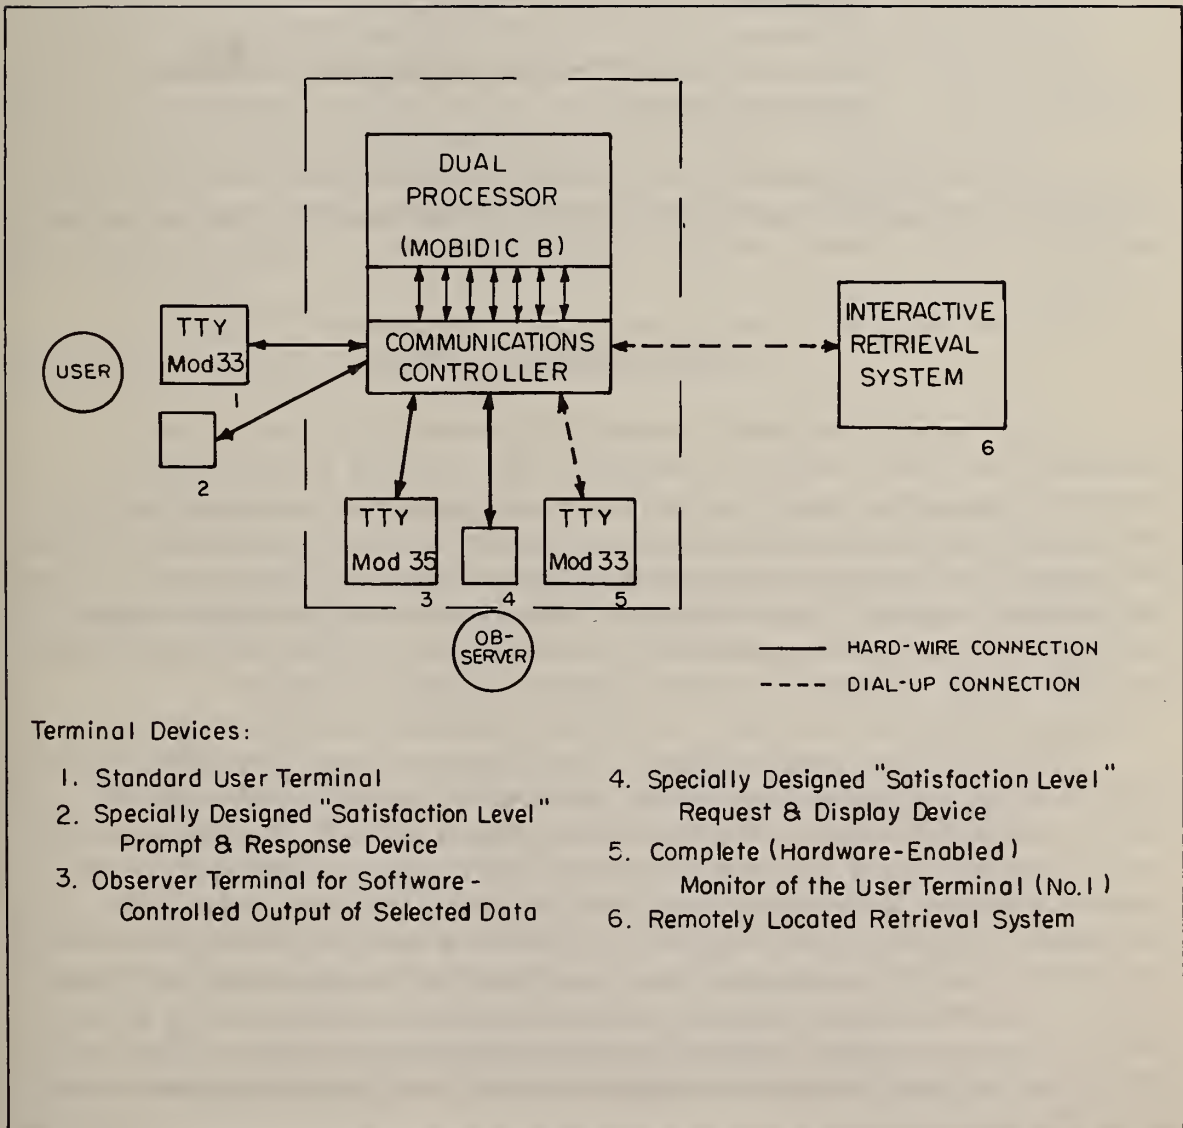 DUAL
PROCESSOR
(MOBIDIC B)
COMMUNICATIONS
CONTROLLER
INTERACTIVE
RETRIEVAL
SYSTEM
6
USER
TTY
Mod 33
1
2
TTY
Mod 35
3
4
TTY
Mod 33
5
OB-
SERVER
HARD-WIRE CONNECTION
DIAL-UP CONNECTION
Terminal Devices:
1. Standard User Terminal
2. Specially Designed "Satisfaction Level"
Prompt & Response Device
3. Observer Terminal for Software-
Controlled Output of Selected Data
4. Specially Designed "Satisfaction Level"
Request & Display Device
5. Complete (Hardware-Enabled)
Monitor of the User Terminal (No. 1)
6. Remotely Located Retrieval System